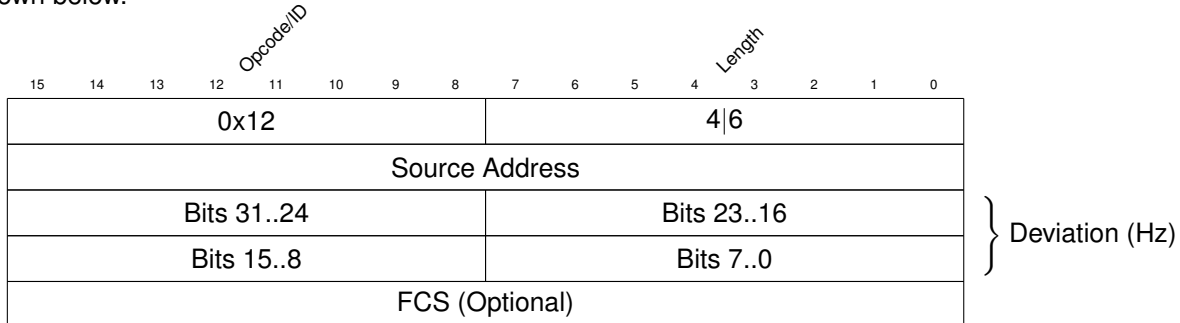 own below.
Opcode/ID Length
15 14 13 12 11 10 9 8 7 6 5 4 3 2 1 0
0x12 4|6
Source Address
Bits 31..24 Bits 23..16
Deviation (Hz)
Bits 15..8 Bits 7..0
FCS (Optional)